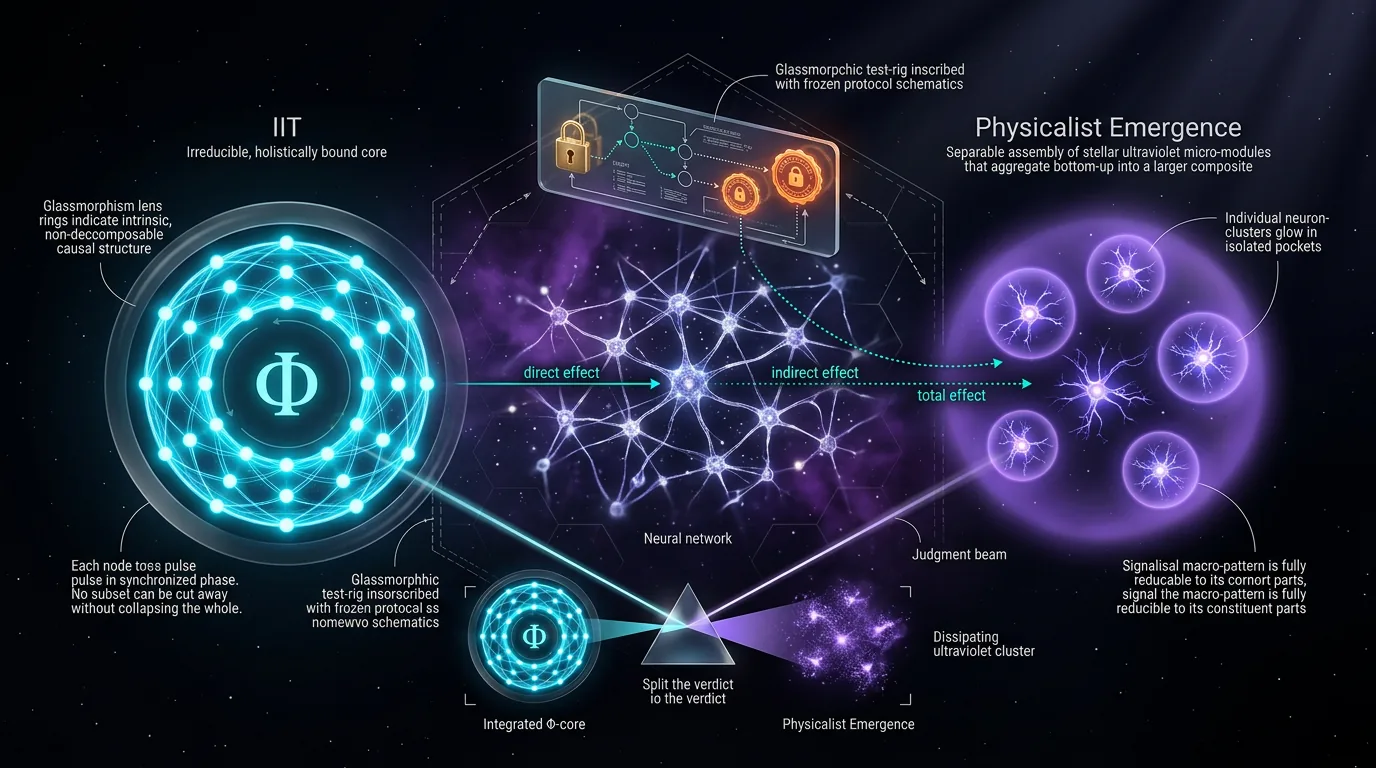 Glassmorpchic test-rig inscribed
with frozen protocol schematics
IIT
Irreducible, holistically bound core
Physicalist Emergence
Separable assembly of stellar ultraviolet micro-modules
that aggregate bottom-up into a larger composite
Glassmorphism lens
rings indicate intrinsic,
non-decomposable
causal structure
Individual neuron-
clusters glow in
isolated pockets
Φ
direct effect
indirect effect
total effect
Neural network
Judgment beam
Each node toss pulse
pulse in synchronized phase.
No subset can be cut away
without collapsing the whole.
Glassmorphhic
test-rig insorscribed
with frozen protocal ss
nomewvo schematics
Signalisal macro-pattern is fully
reducable to its cornort parts,
signal the macro-pattern is fully
reducible to its constituent parts
Φ
Dissipating
ultraviolet cluster
Split the verdict
io the verdict
Integrated Φ-core
Physicalist Emergence